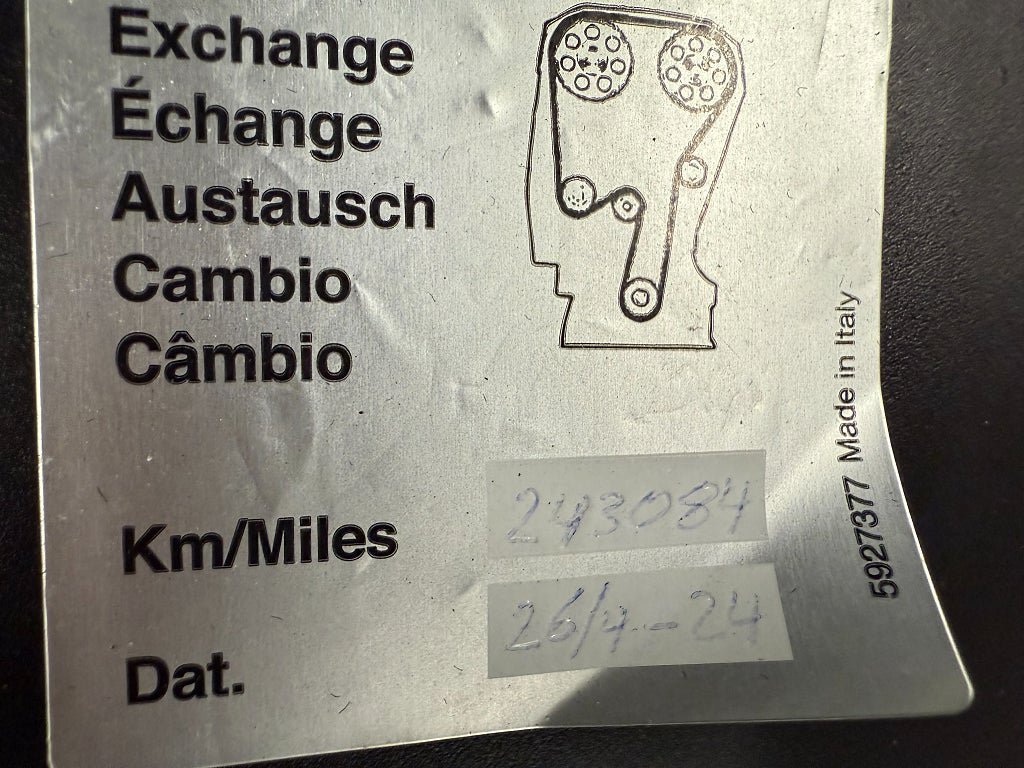 Exchange
Échange
Austausch
Cambio
Câmbio
Km/Miles 243084
Dat. 26/4-24
5927377 Made in Italy